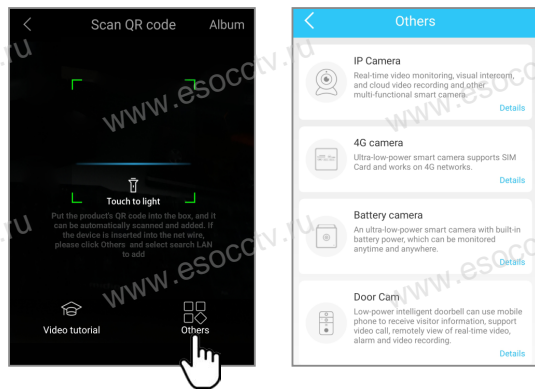 Scan QR code
Album
Touch to light
Put the product's QR code into the box, and it
can be automatically scanned and added. If
the device is inserted into the net wire,
please click Others and select search LAN
to add
Video tutorial
Others
Others
IP Camera
Real-time video monitoring, visual intercom,
and cloud video recording and other
multi-functional smart camera.
Details
4G camera
Ultra-low-power smart camera supports SIM
Card and works on 4G networks.
Details
Battery camera
An ultra-low-power smart camera with built-in
battery power, which can be monitored
anytime and anywhere.
Details
Door Cam
Low-power intelligent doorbell can use mobile
phone to receive visitor information, support
video call, remotely view of real-time video,
alarm and video recording.
Details
www.esocctv.ru
www.esocctv.ru